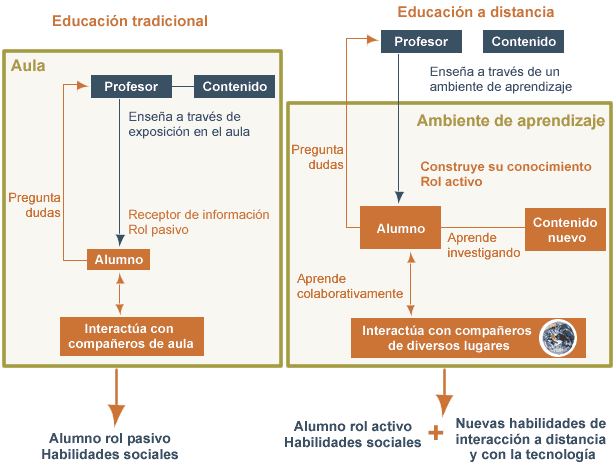 Educación tradicional
Aula
Profesor
Contenido
Enseña a través de
exposición en el aula
Pregunta
dudas
Receptor de información
Rol pasivo
Alumno
Interactúa con
compañeros de aula
Alumno rol pasivo
Habilidades sociales
Educación a distancia
Profesor
Contenido
Enseña a través de un
ambiente de aprendizaje
Ambiente de aprendizaje
Pregunta
dudas
Construye su conocimiento
Rol activo
Alumno
Aprende
investigando
Contenido
nuevo
Aprende
colaborativamente
Interactúa con compañeros
de diversos lugares
Alumno rol activo
Habilidades sociales
+
Nuevas habilidades de
interacción a distancia
y con la tecnología